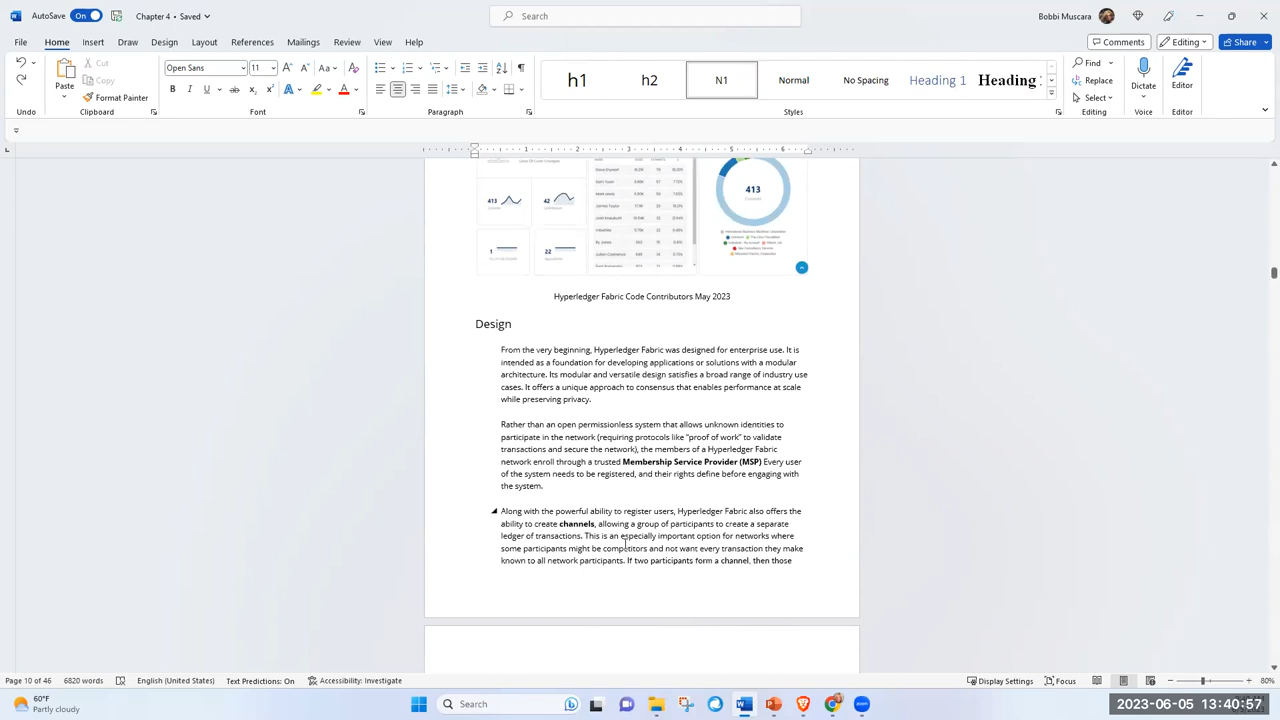 AutoSave On Chapter 4 • Saved Search Bobbi Muscara
File Home Insert Draw Design Layout References Mailings Review View Help Comments Editing Share
Paste Cut Copy Format Painter
Open Sans 11 Aa
B I U
h1 h2 N1 Normal No Spacing Heading 1 Heading
Find Replace Select
Dictate Editor
Undo Clipboard Font Paragraph Styles Editing Voice Editor
1 2 3 4 5 6
413 42
1 22
413
Hyperledger Fabric Code Contributors May 2023
Design
From the very beginning, Hyperledger Fabric was designed for enterprise use. It is
intended as a foundation for developing applications or solutions with a modular
architecture. Its modular and versatile design satisfies a broad range of industry use
cases. It offers a unique approach to consensus that enables performance at scale
while preserving privacy.
Rather than an open permissionless system that allows unknown identities to
participate in the network (requiring protocols like “proof of work” to validate
transactions and secure the network), the members of a Hyperledger Fabric
network enroll through a trusted Membership Service Provider (MSP) Every user
of the system needs to be registered, and their rights define before engaging with
the system.
Along with the powerful ability to register users, Hyperledger Fabric also offers the
ability to create channels, allowing a group of participants to create a separate
ledger of transactions. This is an especially important option for networks where
some participants might be competitors and not want every transaction they make
known to all network participants. If two participants form a channel, then those
Page 10 of 46 6820 words English (United States) Text Predictions: On Accessibility: Investigate Display Settings Focus 80%
60°F
Partly cloudy
Search
2023-06-05 13:40:57